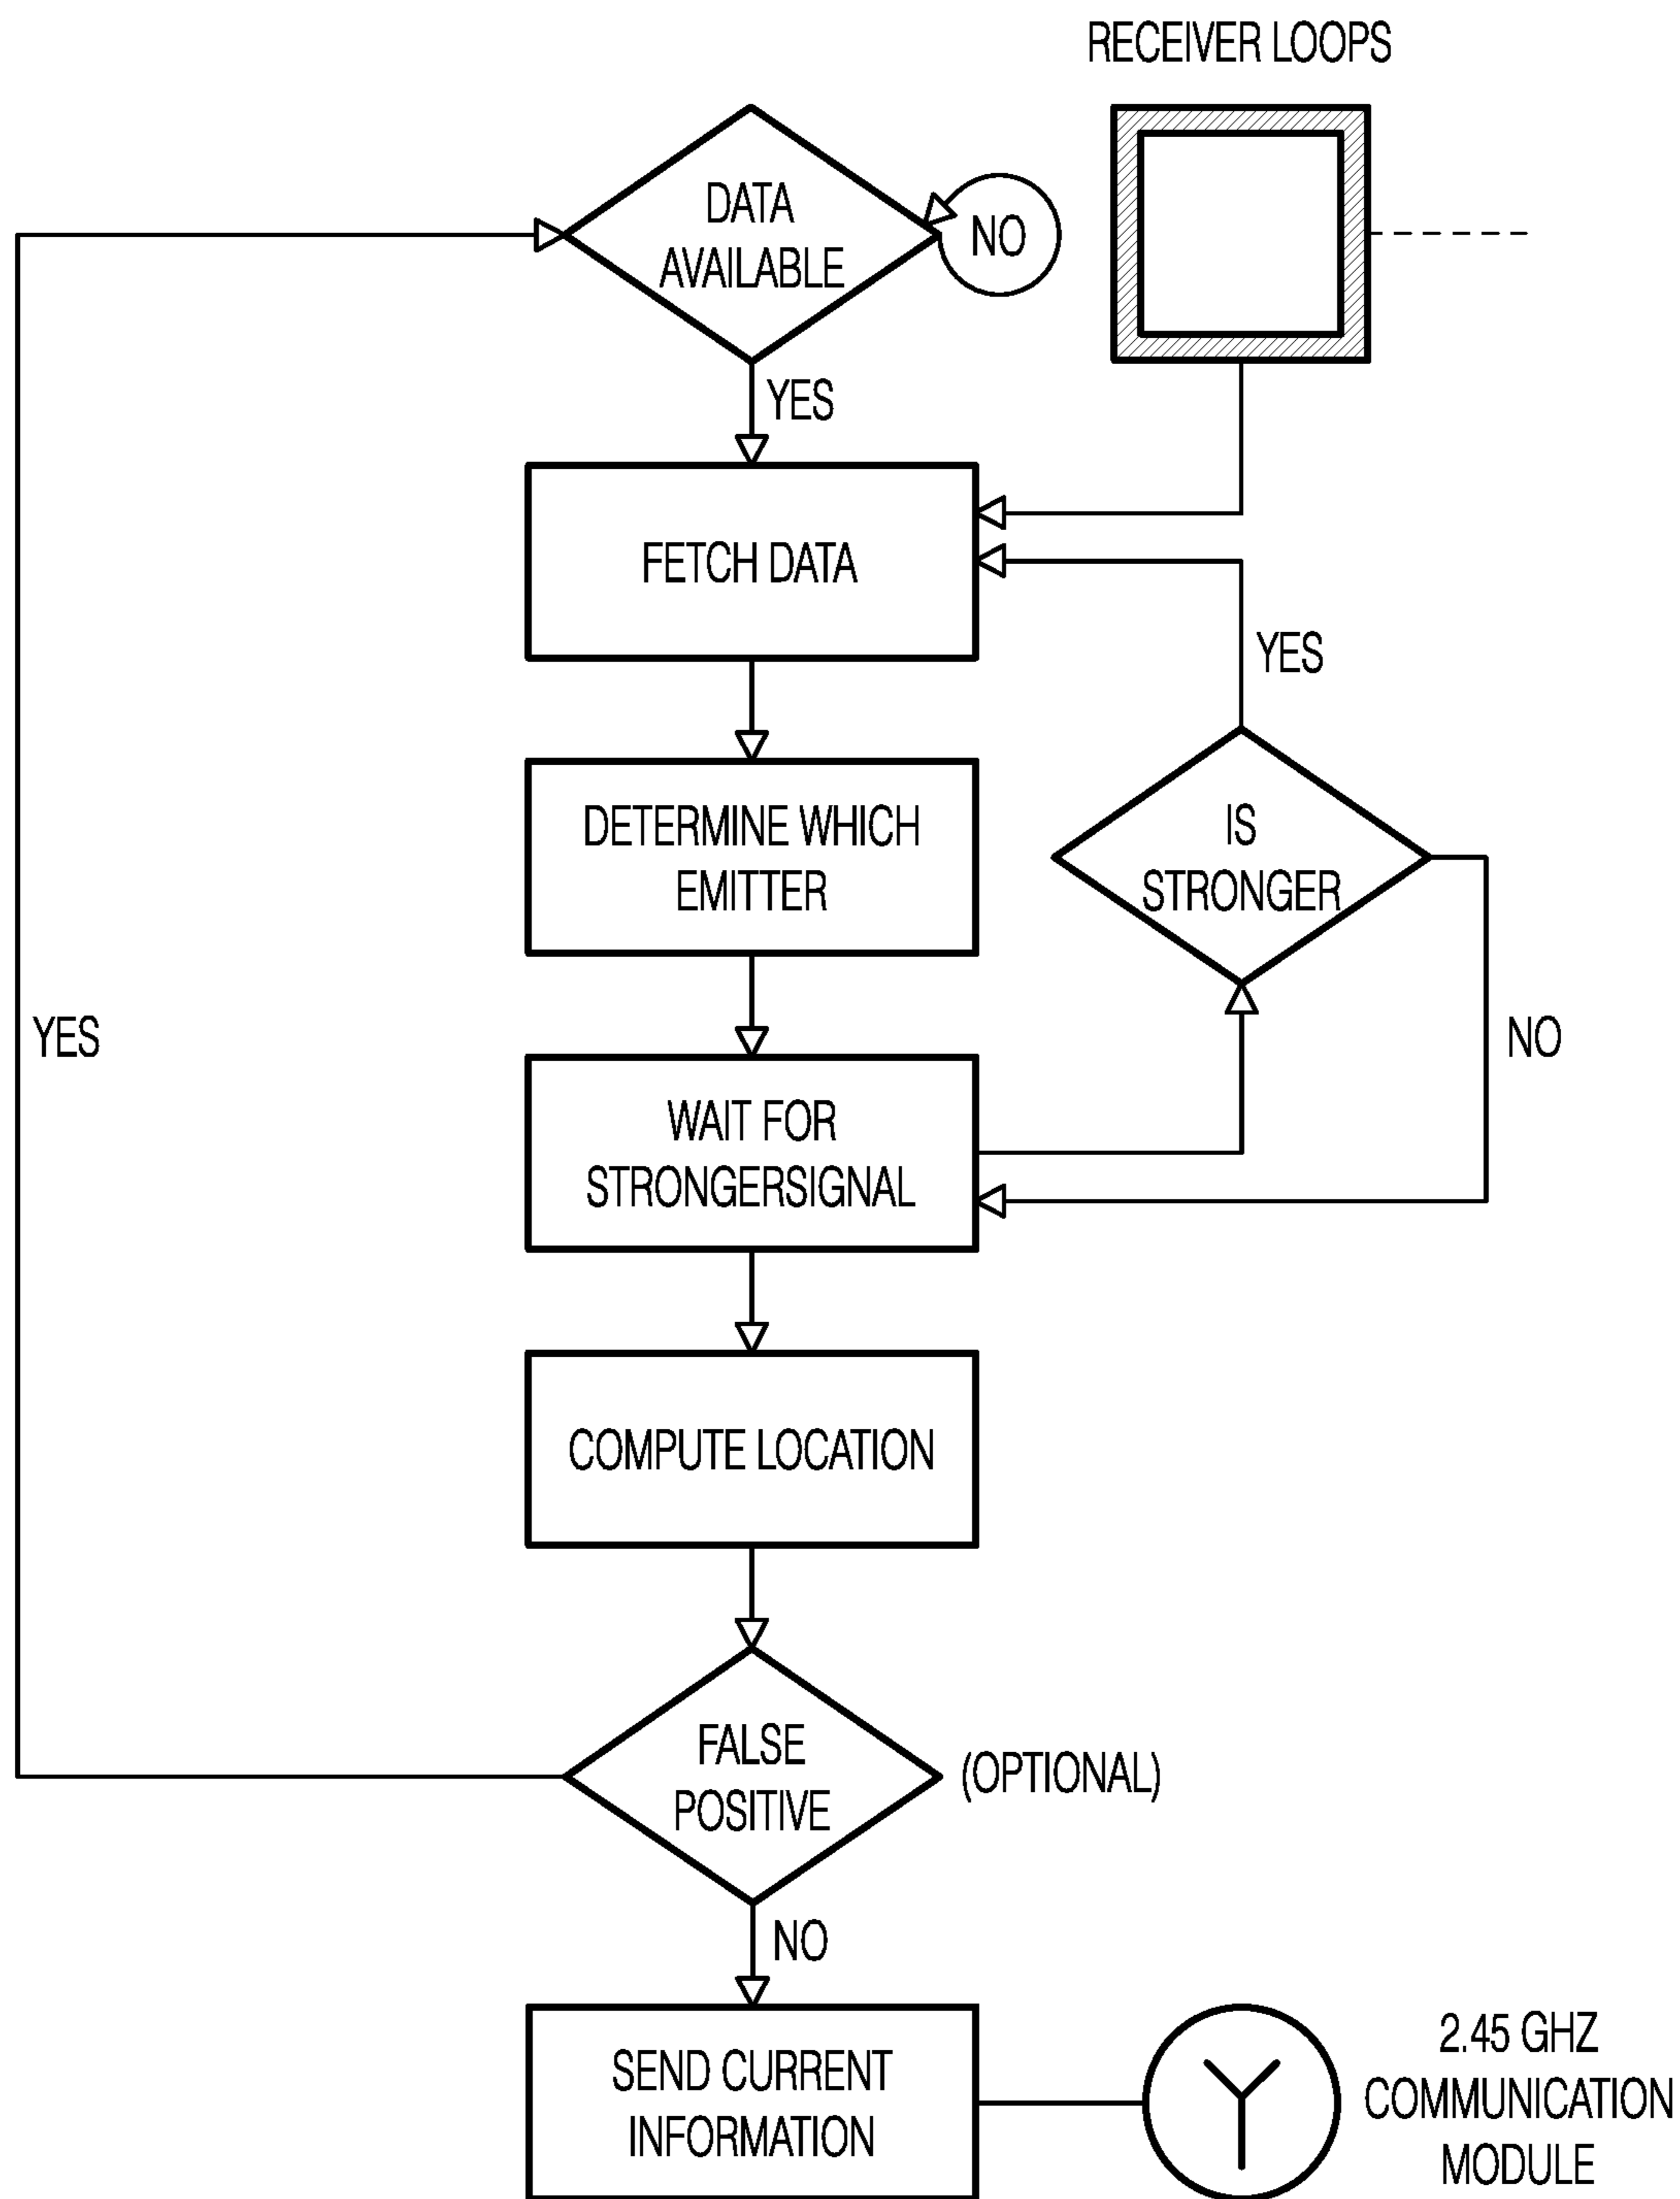 RECEIVER LOOPS
DATA
AVAILABLE
NO
YES
FETCH DATA
YES
DETERMINE WHICH
EMITTER
IS
STRONGER
YES
NO
WAIT FOR
STRONGERSIGNAL
COMPUTE LOCATION
FALSE
POSITIVE
(OPTIONAL)
NO
SEND CURRENT
INFORMATION
2.45 GHZ
COMMUNICATION
MODULE